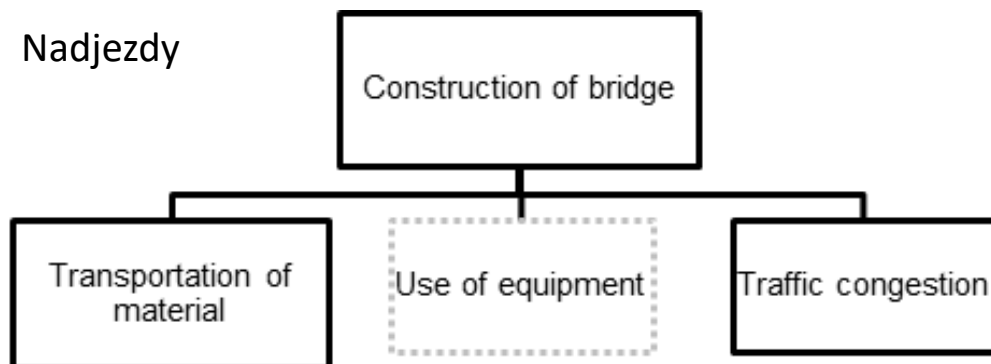 Nadjezdy
Construction of bridge
Transportation of
material
Use of equipment
Traffic congestion